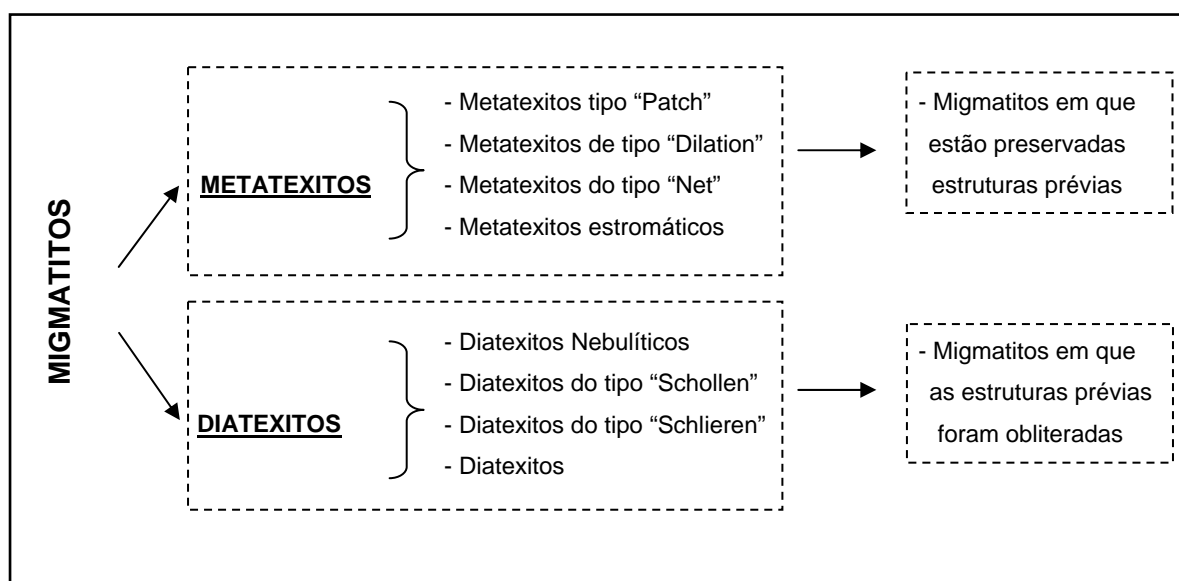 MIGMATITOS
METATEXITOS
- Metatexitos tipo “Patch”
- Metatexitos de tipo “Dilation”
- Metatexitos do tipo “Net”
- Metatexitos estromáticos
- Migmatitos em que
estão preservadas
estruturas prévias
DIATEXITOS
- Diatexitos Nebulíticos
- Diatexitos do tipo “Schollen”
- Diatexitos do tipo “Schlieren”
- Diatexitos
- Migmatitos em que
as estruturas prévias
foram obliteradas